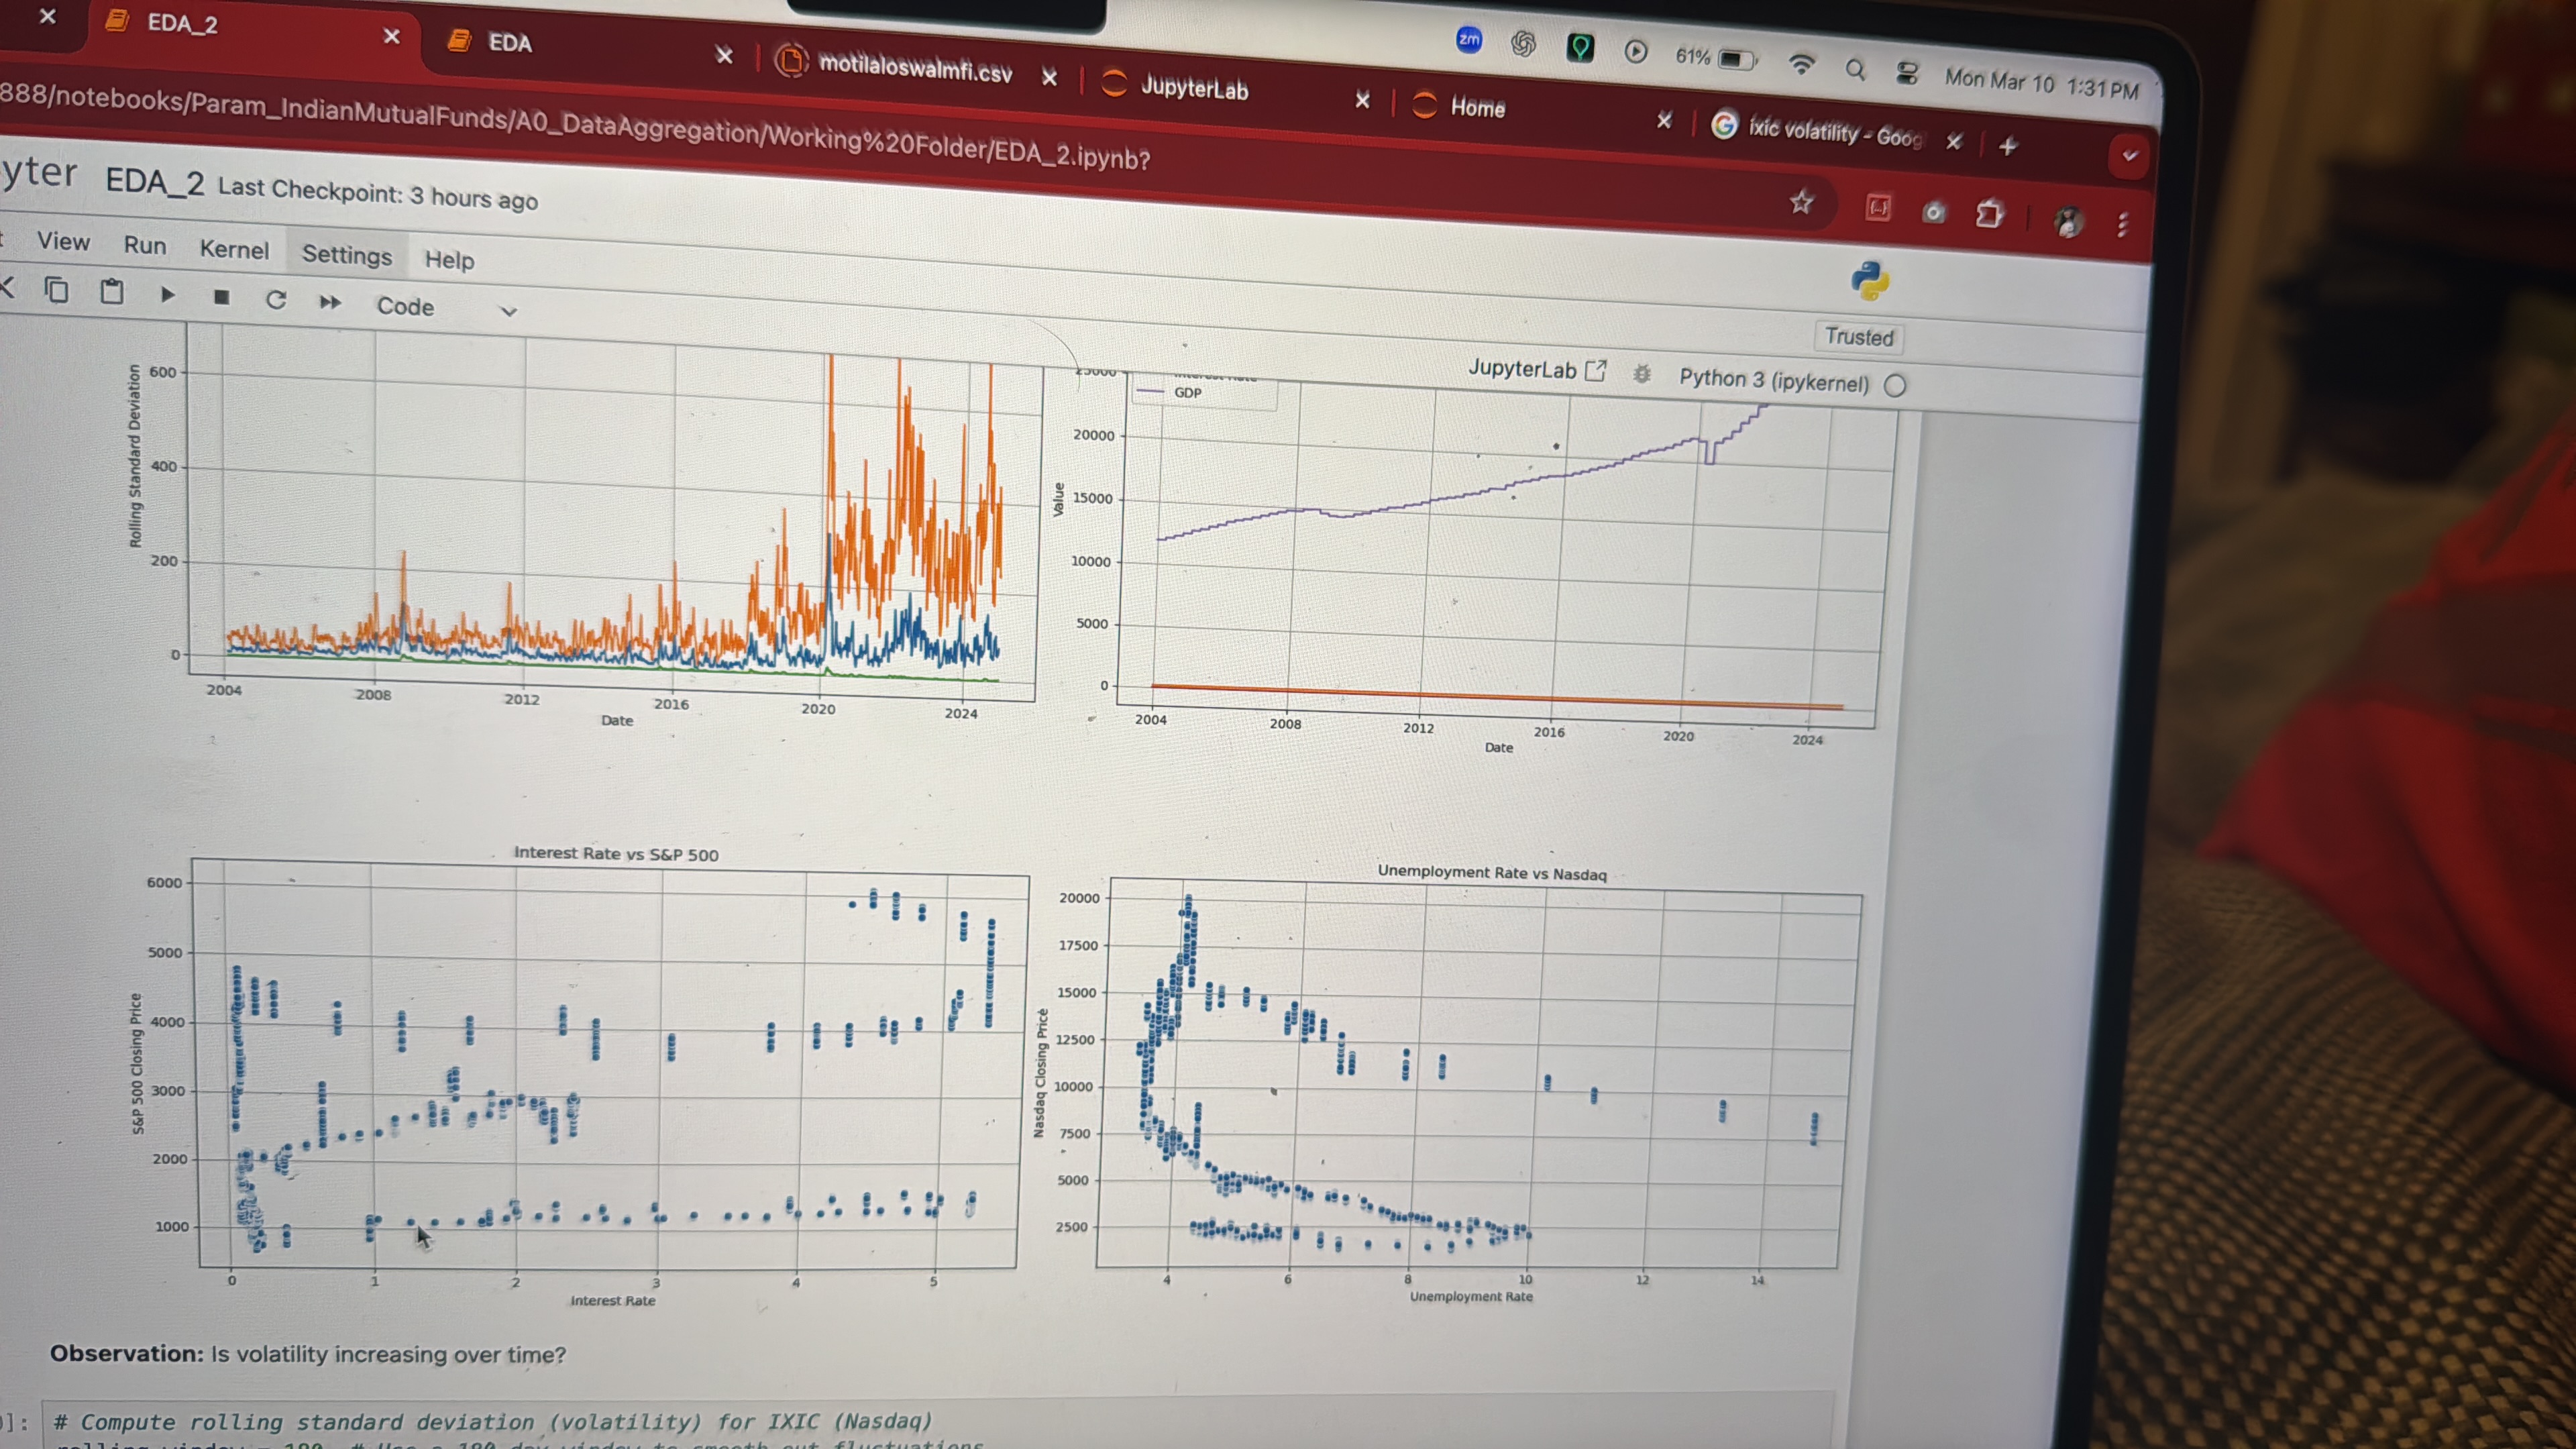 EDA_2
EDA
motilaloswalmfi.csv
JupyterLab
Home
ixic volatility - Goog
zm
61%
Mon Mar 10 1:31 PM
888/notebooks/Param_IndianMutualFunds/A0_DataAggregation/Working%20Folder/EDA_2.ipynb?
yter EDA_2 Last Checkpoint: 3 hours ago
View Run Kernel Settings Help
Trusted
Code
JupyterLab
Python 3 (ipykernel)
Rolling Standard Deviation
600
400
200
0
2004 2008 2012 2016 2020 2024
Date
GDP
Value
25000
20000
15000
10000
5000
0
2004 2008 2012 2016 2020 2024
Date
Interest Rate vs S&P 500
S&P 500 Closing Price
6000
5000
4000
3000
2000
1000
0 1 2 3 4 5
Interest Rate
Unemployment Rate vs Nasdaq
Nasdaq Closing Price
20000
17500
15000
12500
10000
7500
5000
2500
4 6 8 10 12 14
Unemployment Rate
Observation: Is volatility increasing over time?
]: # Compute rolling standard deviation (volatility) for IXIC (Nasdaq)